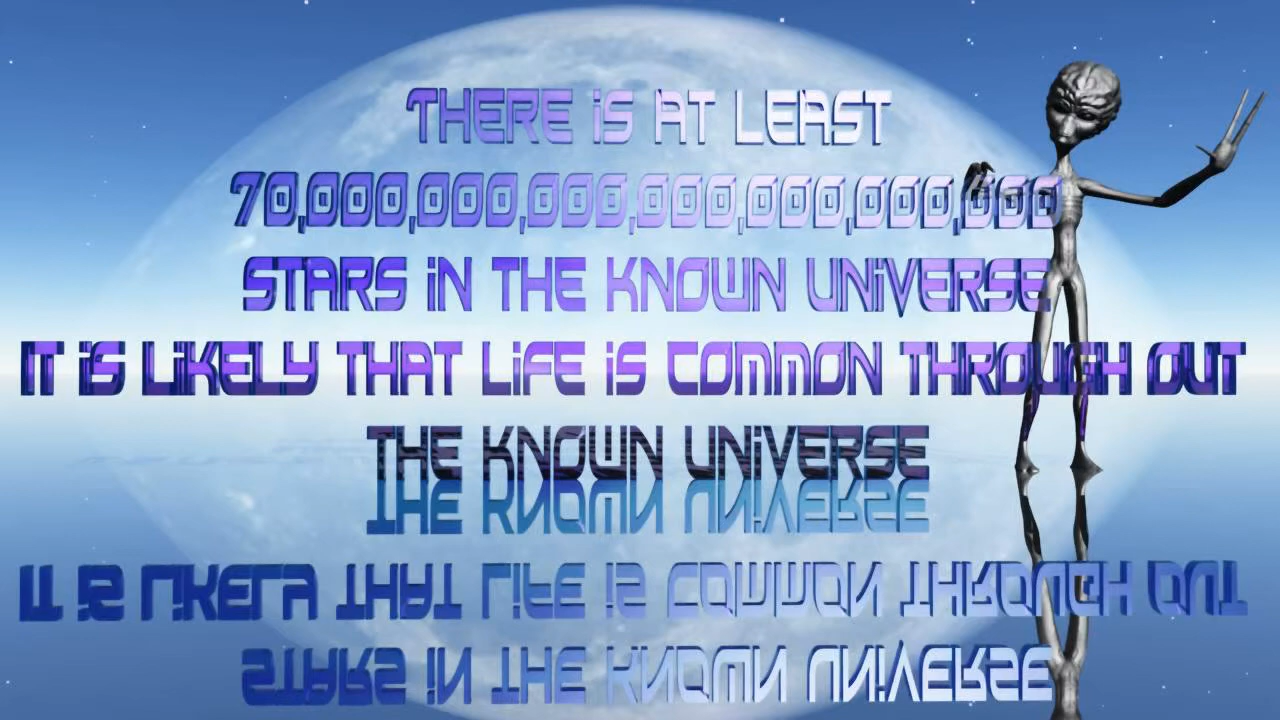 THERE iS AT LEAST
70,000,000,000,000,000,000,000
STARS iN THE KNOWN UNiVERSE
IT iS LiKELY THAT LiFE iS COMMON THROUGH OUT
THE KNOWN UNiVERSE